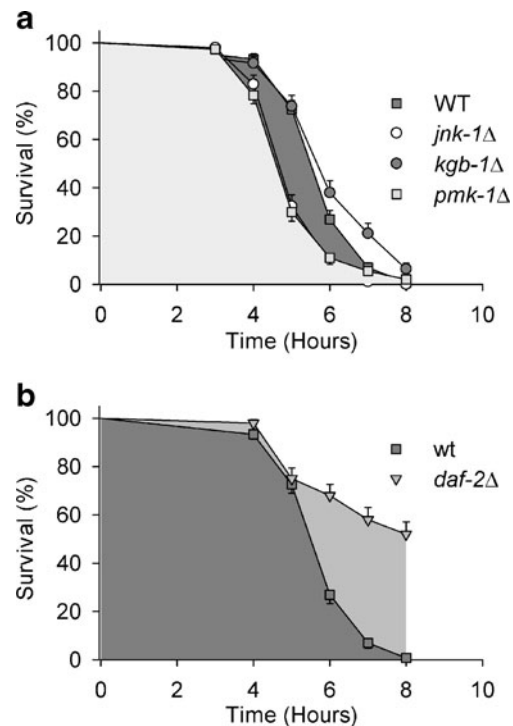 a
100
80
60
40
20
0
Survival (%)
WT
jnk-1Δ
kgb-1Δ
pmk-1Δ
0 2 4 6 8 10
Time (Hours)
b
100
80
60
40
20
0
Survival (%)
wt
daf-2Δ
0 2 4 6 8 10
Time (Hours)